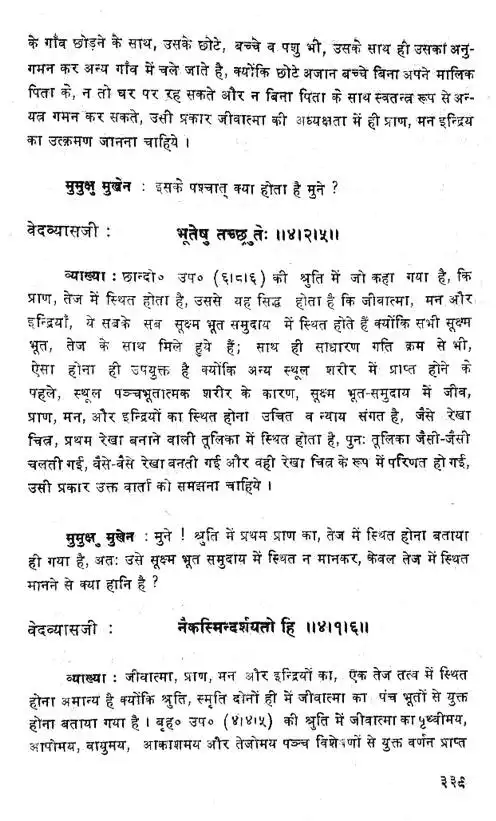 के गाँव छोड़ने के साथ, उसके छोटे, बच्चे व पशु भी, उसके साथ ही उसका अनु-
गमन कर अन्य गाँव में चले जाते है, क्योंकि छोटे अजान बच्चे बिना अपने मालिक
पिता के, न तो घर पर रह सकते और न बिना पिता के साथ स्वतन्त्र रूप से अन्-
यत्र गमन कर सकते, उसी प्रकार जीवात्मा की अध्यक्षता में ही प्राण, मन इन्द्रिय
का उत्क्रमण जानना चाहिये ।
मुमुक्षु मुखेन : इसके पश्चात् क्या होता है मुने ?
वेदव्यासजी : भूतेषु तच्छ्रुतेः ॥४।२।५॥
व्याख्या : छान्दो० उप० (६।८।६) की श्रुति में जो कहा गया है, कि
प्राण, तेज में स्थित होता है, उससे यह सिद्ध होता है कि जीवात्मा, मन और
इन्द्रियाँ, ये सबके सब सूक्ष्म भूत समुदाय में स्थित होते हैं क्योंकि सभी सूक्ष्म
भूत, तेज के साथ मिले हुये हैं; साथ ही साधारण गति क्रम से भी,
ऐसा होना ही उपयुक्त है क्योंकि अन्य स्थूल शरीर में प्राप्त होने के
पहले, स्थूल पञ्चभूतात्मक शरीर के कारण, सूक्ष्म भूत-समुदाय में जीव,
प्राण, मन, और इन्द्रियों का स्थित होना उचित व न्याय संगत है, जैसे रेखा
चित्र, प्रथम रेखा बनाने वाली तूलिका में स्थित होता है, पुनः तूलिका जैसी-जैसी
चलती गई, वैसे-वैसे रेखा बनती गई और वही रेखा चित्र के रूप में परिणत हो गई,
उसी प्रकार उक्त वार्ता को समझना चाहिये ।
मुमुक्षु मुखेन : मुने ! श्रुति में प्रथम प्राण का, तेज में स्थित होना बताया
ही गया है, अतः उसे सूक्ष्म भूत समुदाय में स्थित न मानकर, केवल तेज में स्थित
मानने से क्या हानि है ?
वेदव्यासजी : नैकस्मिन्दर्शयतो हि ॥४।१।६॥
व्याख्या : जीवात्मा, प्राण, मन और इन्द्रियों का, एक तेज तत्व में स्थित
होना अमान्य है क्योंकि श्रुति, स्मृति दोनों ही में जीवात्मा का पंच भूतों से युक्त
होना बताया गया है । बृह० उप० (४।४।५) की श्रुति में जीवात्मा का पृथ्वीमय,
आपोमय, वायुमय, आकाशमय और तेजोमय पञ्च विशेषणों से युक्त वर्णन प्राप्त
३३९